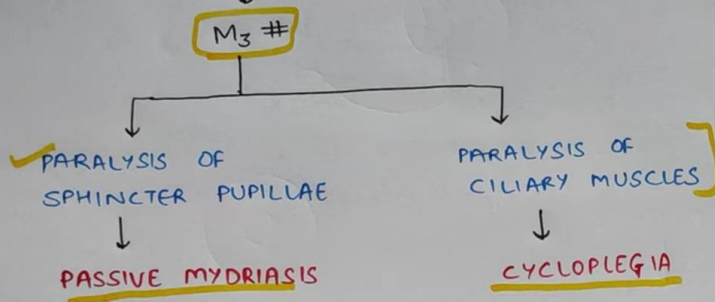 M3 #
PARALYSIS OF
SPHINCTER PUPILLAE
PASSIVE MYDRIASIS
PARALYSIS OF
CILIARY MUSCLES
CYCLOPLEGIA